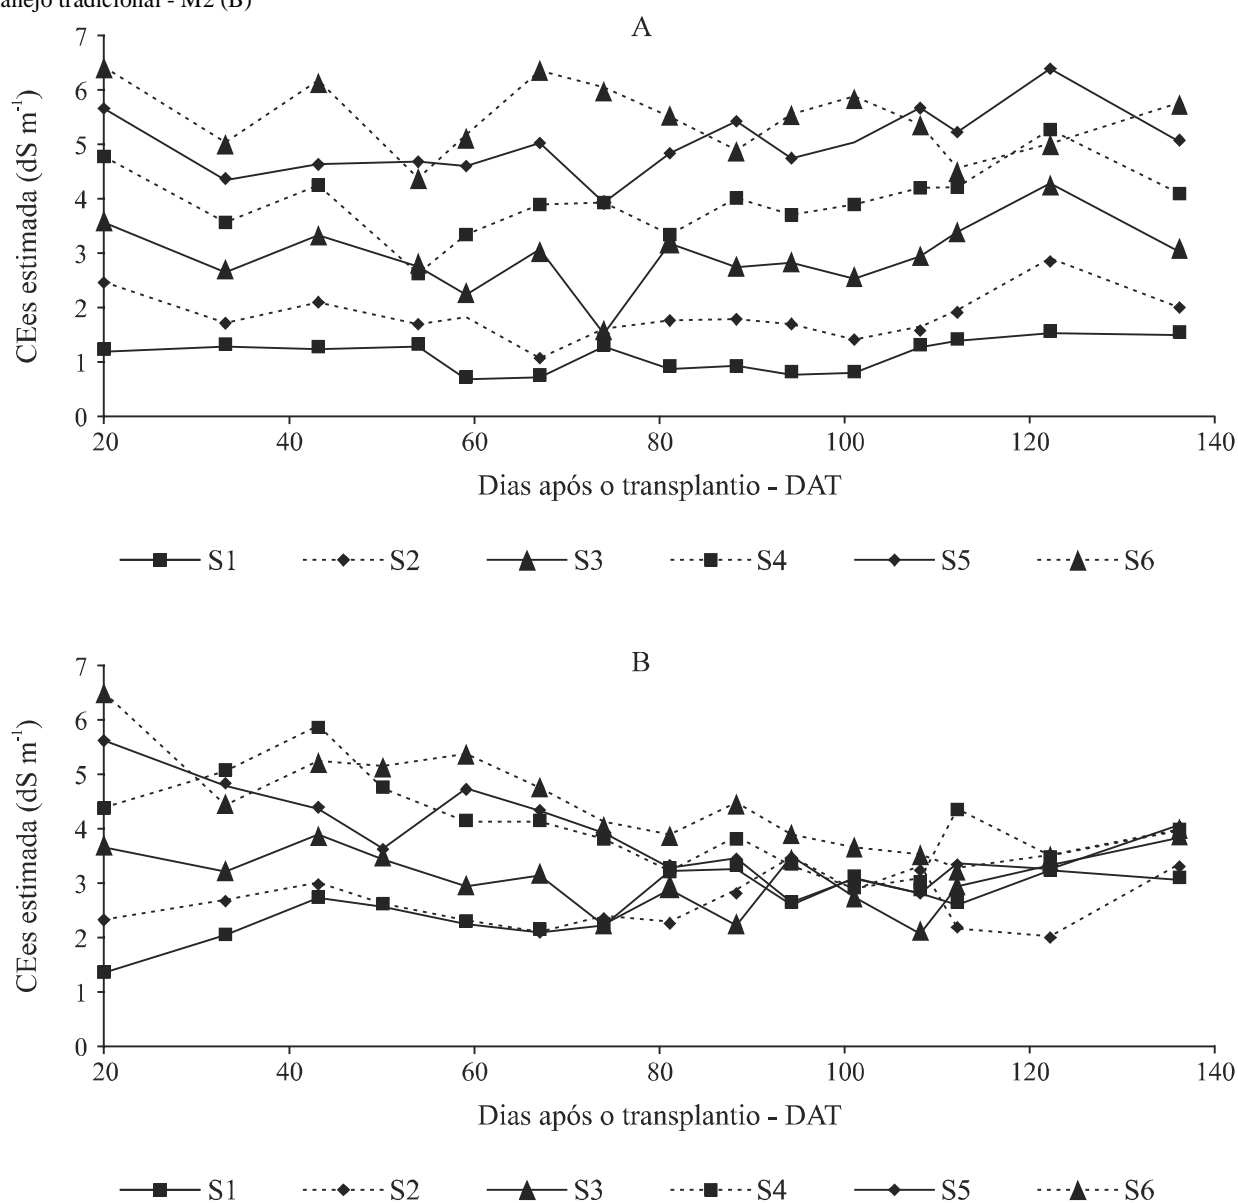 anejo tradicional - M2 (B)
A
7
6
5
4
3
2
1
0
CEes estimada (dS m⁻¹)
20 40 60 80 100 120 140
Dias após o transplantio - DAT
S1 S2 S3 S4 S5 S6
B
7
6
5
4
3
2
1
0
CEes estimada (dS m⁻¹)
20 40 60 80 100 120 140
Dias após o transplantio - DAT
S1 S2 S3 S4 S5 S6